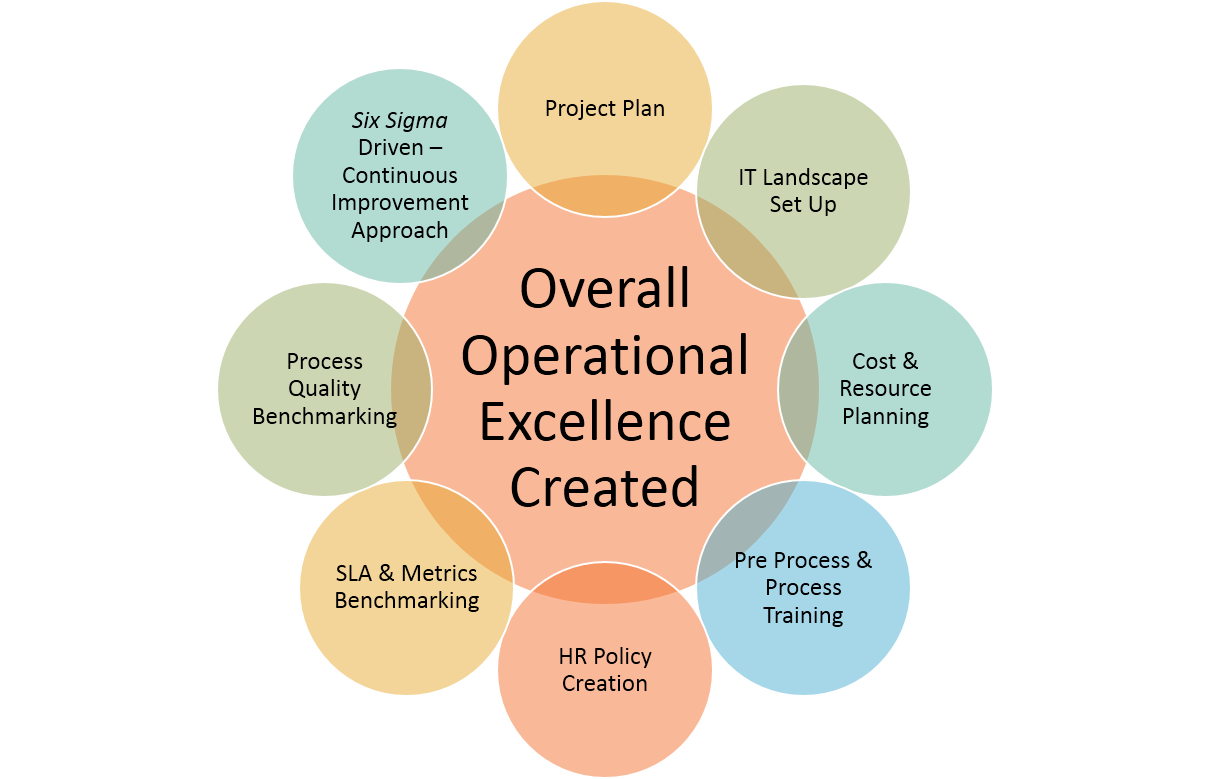 Project Plan
IT Landscape
Set Up
Cost &
Resource
Planning
Pre Process &
Process
Training
HR Policy
Creation
SLA & Metrics
Benchmarking
Process
Quality
Benchmarking
Six Sigma
Driven –
Continuous
Improvement
Approach
Overall
Operational
Excellence
Created